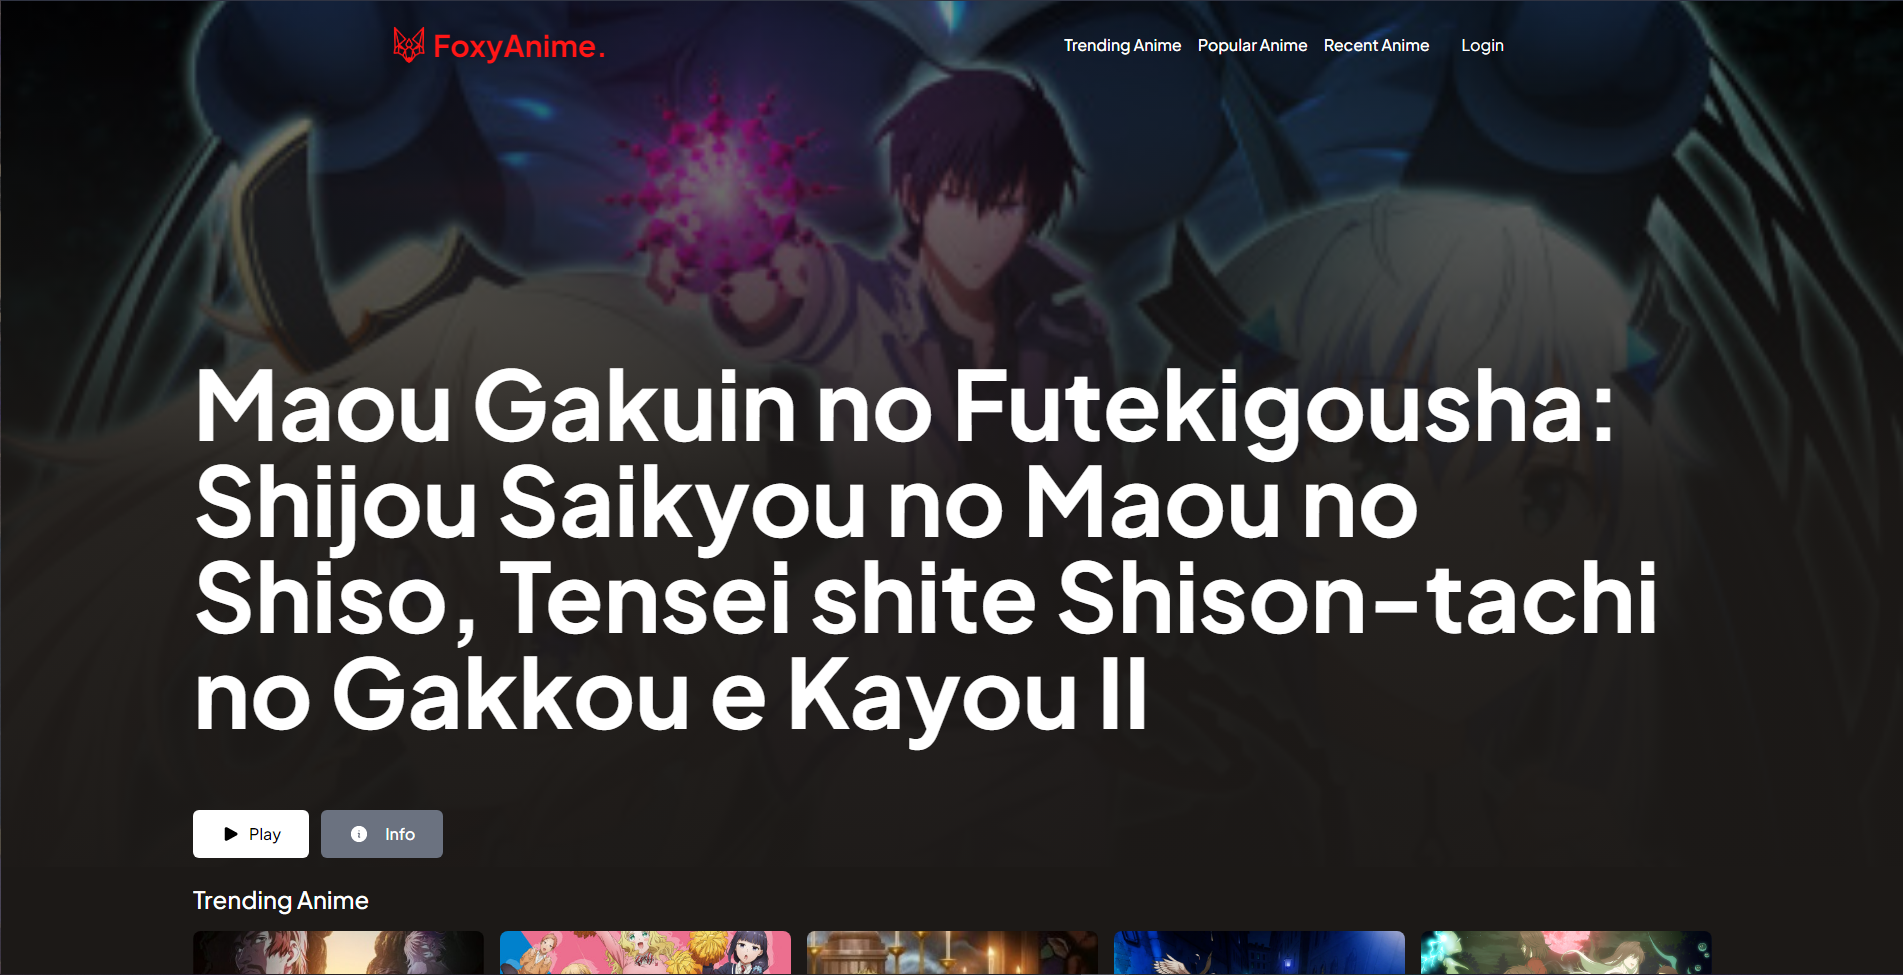 FoxyAnime.
Trending Anime Popular Anime Recent Anime Login
Maou Gakuin no Futekigousha:
Shijou Saikyou no Maou no
Shiso, Tensei shite Shison-tachi
no Gakkou e Kayou II
Play Info
Trending Anime